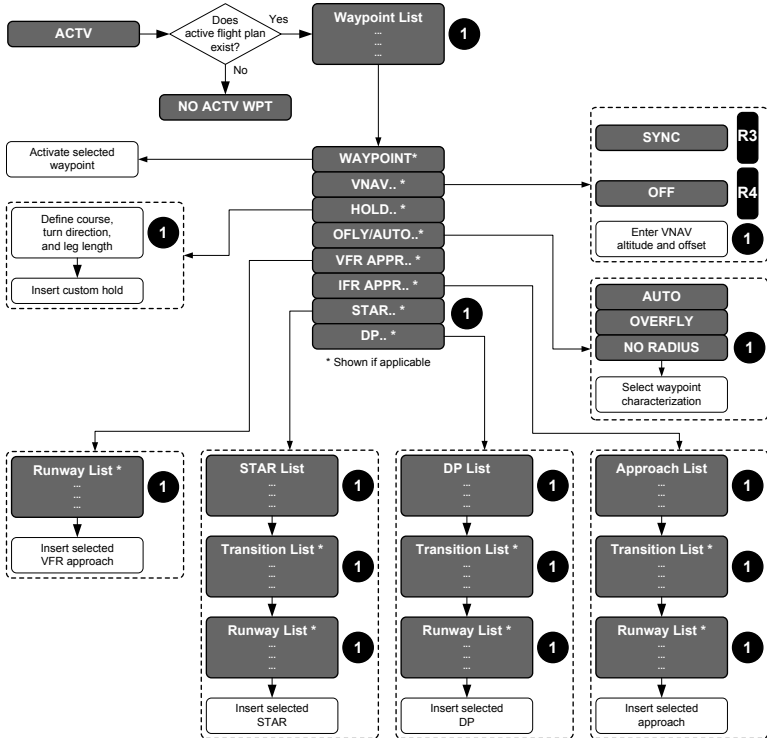 ACTV
Does
active flight plan
exist?
Yes
No
NO ACTV WPT
Waypoint List
...
...
...
1
Activate selected
waypoint
WAYPOINT*
VNAV.. *
HOLD.. *
OFLY/AUTO..*
VFR APPR.. *
IFR APPR.. *
STAR.. *
DP.. *
1
* Shown if applicable
SYNC
R3
OFF
R4
Enter VNAV
altitude and offset
1
Define course,
turn direction,
and leg length
1
Insert custom hold
AUTO
OVERFLY
NO RADIUS
1
Select waypoint
characterization
Runway List *
...
...
...
1
Insert selected
VFR approach
STAR List
...
...
...
1
Transition List *
...
...
...
1
Runway List *
...
...
...
1
Insert selected
STAR
DP List
...
...
...
1
Transition List *
...
...
...
1
Runway List *
...
...
...
1
Insert selected
DP
Approach List
...
...
...
1
Transition List *
...
...
...
1
Runway List *
...
...
...
1
Insert selected
approach